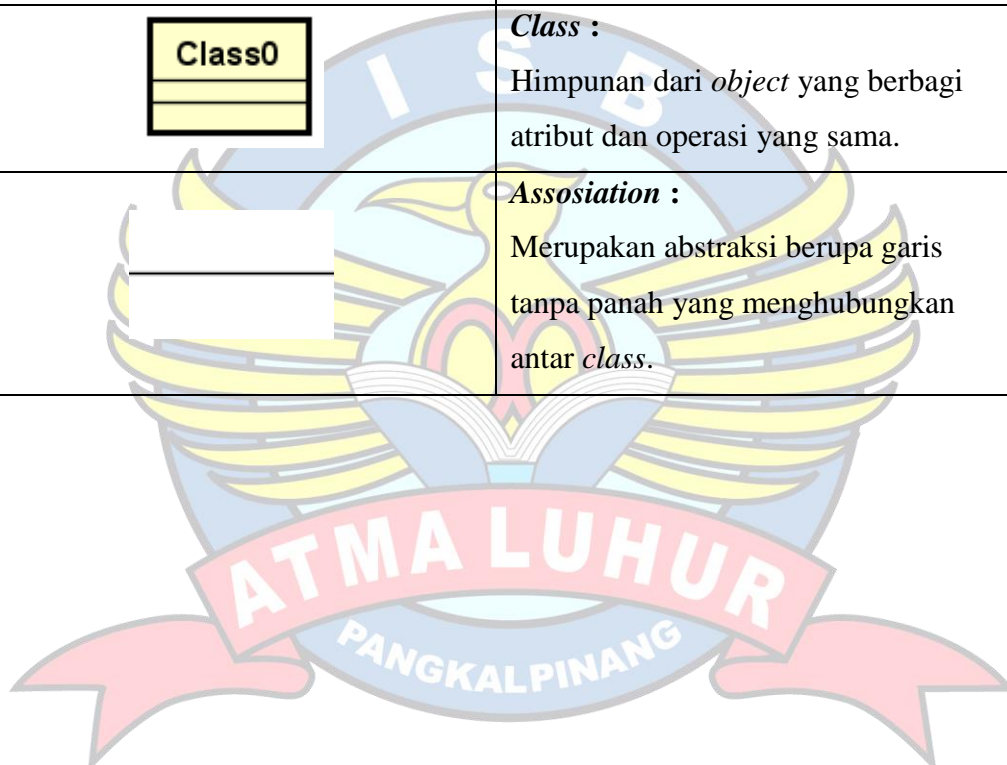 Class0
Class :
Himpunan dari object yang berbagi
atribut dan operasi yang sama.
Assosiation :
Merupakan abstraksi berupa garis
tanpa panah yang menghubungkan
antar class.
I S B
ATMA LUHUR
PANGKALPINANG